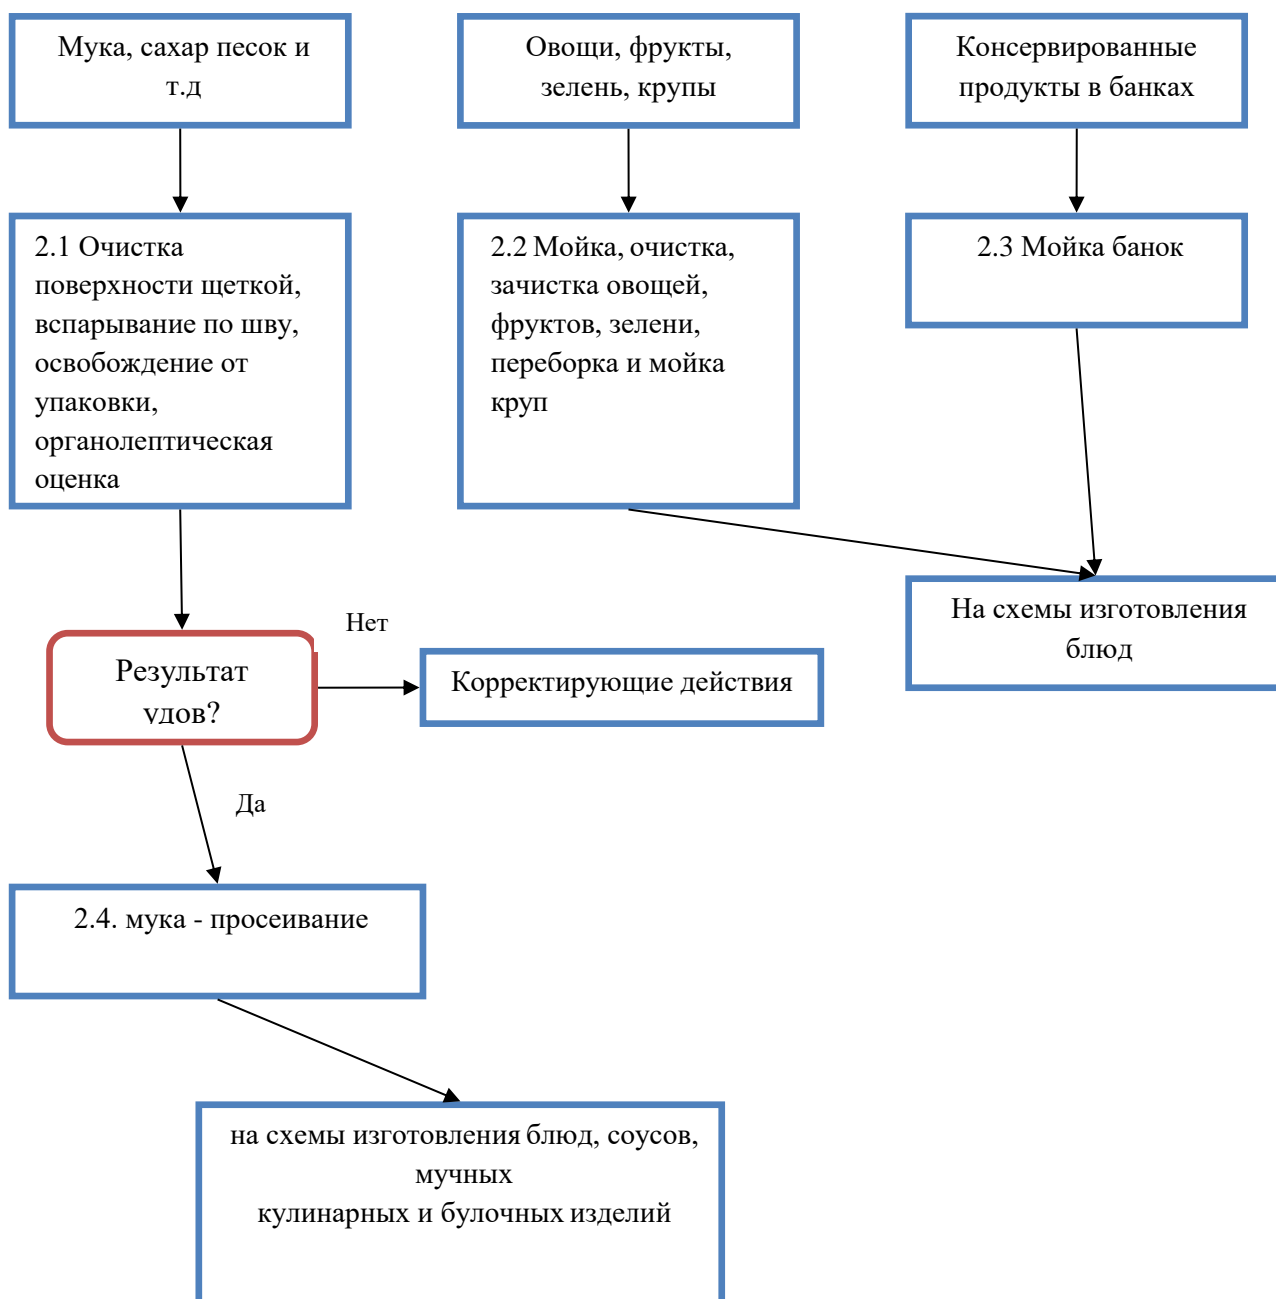 Мука, сахар песок и
т.д
Овощи, фрукты,
зелень, крупы
Консервированные
продукты в банках
2.1 Очистка
поверхности щеткой,
вспарывание по шву,
освобождение от
упаковки,
органолептическая
оценка
2.2 Мойка, очистка,
зачистка овощей,
фруктов, зелени,
переборка и мойка
круп
2.3 Мойка банок
На схемы изготовления
блюд
Нет
Результат
удов?
Корректирующие действия
Да
2.4. мука - просеивание
на схемы изготовления блюд, соусов,
мучных
кулинарных и булочных изделий